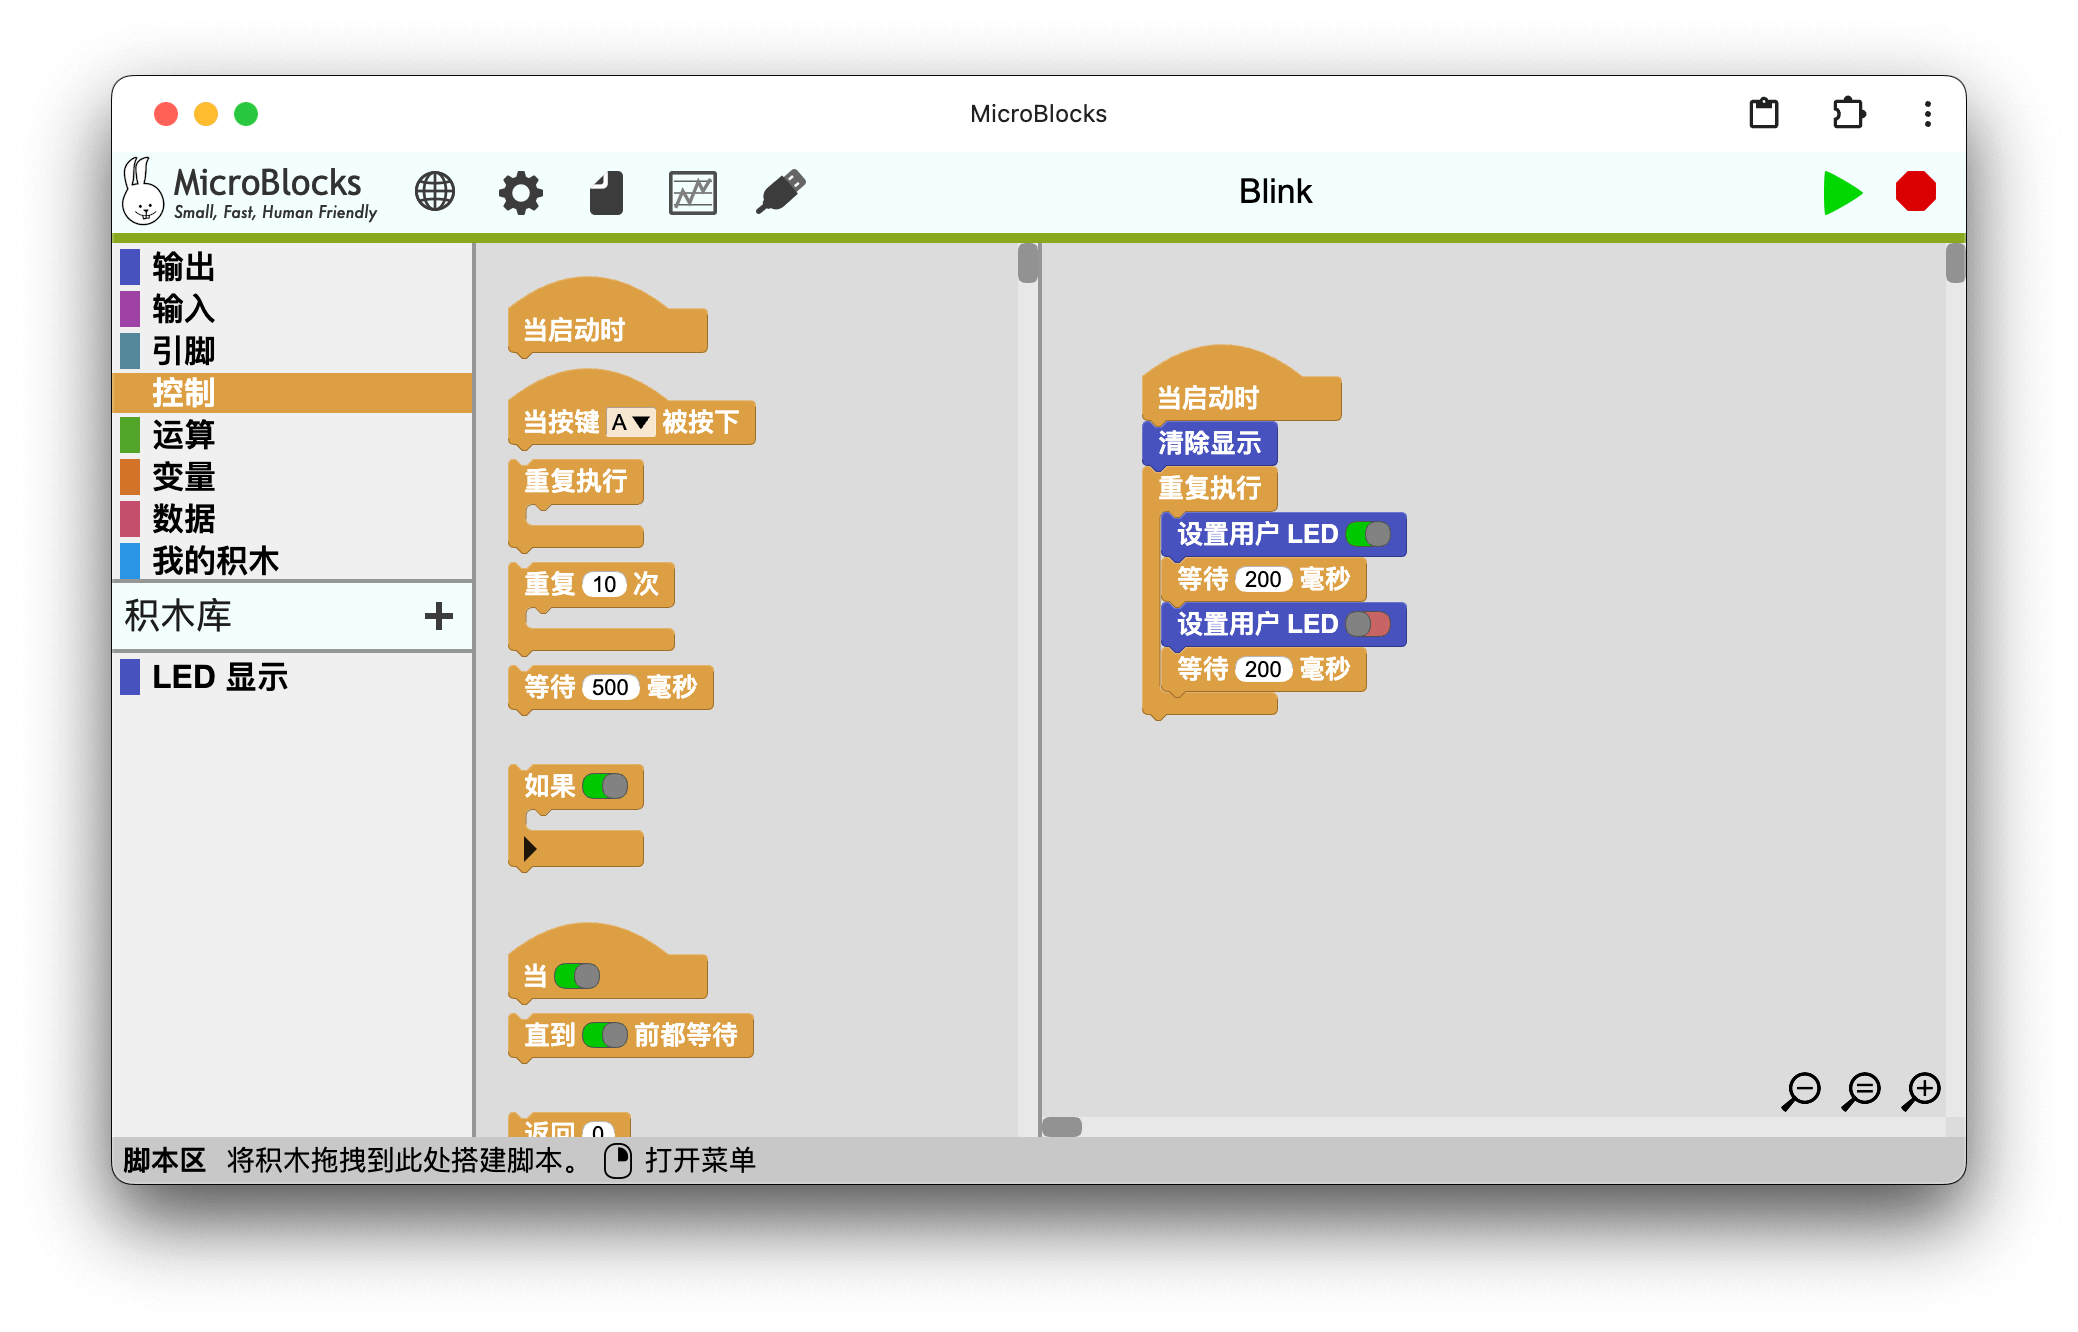 MicroBlocks
MicroBlocks
Small, Fast, Human Friendly
Blink
输出
输入
引脚
控制
运算
变量
数据
我的积木
积木库
LED 显示
当启动时
当按键 A 被按下
重复执行
重复 10 次
等待 500 毫秒
如果
当
直到 前都等待
返回 0
当启动时
清除显示
重复执行
设置用户 LED
等待 200 毫秒
设置用户 LED
等待 200 毫秒
脚本区 将积木拖拽到此处搭建脚本。 打开菜单